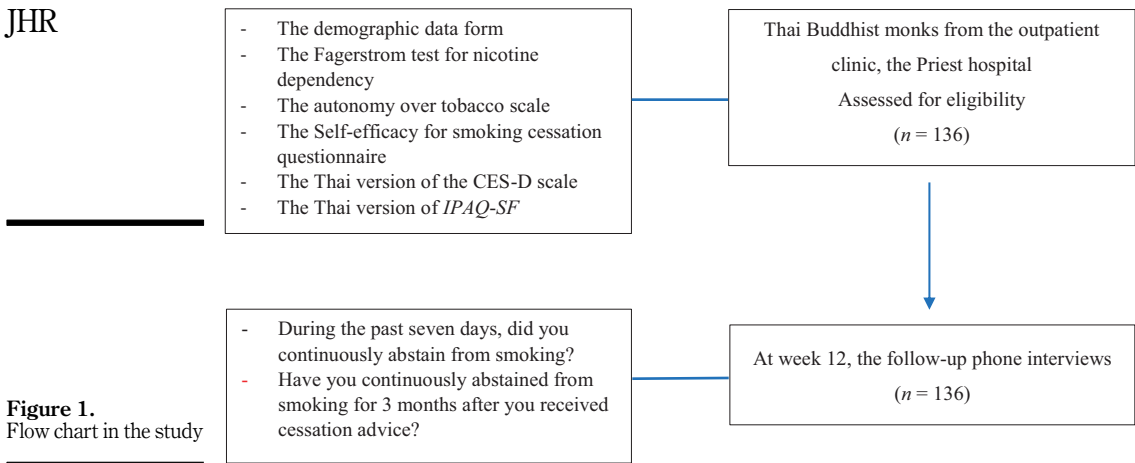 JHR
- The demographic data form
- The Fagerstrom test for nicotine
dependency
- The autonomy over tobacco scale
- The Self-efficacy for smoking cessation
questionnaire
- The Thai version of the CES-D scale
- The Thai version of IPAQ-SF
Thai Buddhist monks from the outpatient
clinic, the Priest hospital
Assessed for eligibility
(n = 136)
- During the past seven days, did you
continuously abstain from smoking?
- Have you continuously abstained from
smoking for 3 months after you received
cessation advice?
At week 12, the follow-up phone interviews
(n = 136)
Figure 1.
Flow chart in the study